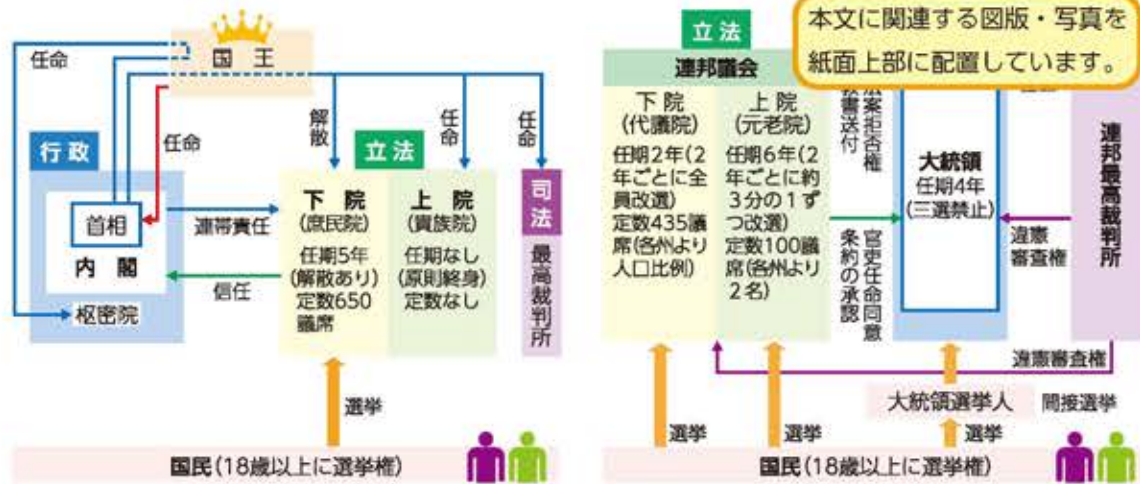 国王
任命
任命
解散
任命
任命
行政
首相
内閣
枢密院
連帯責任
信任
立法
下院
(庶民院)
任期5年
(解散あり)
定数650
議席
上院
(貴族院)
任期なし
(原則終身)
定数なし
司法
最高裁判所
選挙
国民(18歳以上に選挙権)
本文に関連する図版・写真を
紙面上部に配置しています。
立法
連邦議会
下院
(代議院)
任期2年(2
年ごとに全
員改選)
定数435議
席(各州より
人口比例)
上院
(元老院)
任期6年(2
年ごとに約
3分の1ず
つ改選)
定数100議
席(各州より
2名)
案拒否権
書送付
官吏任命同意
条約の承認
大統領
任期4年
(三選禁止)
違憲
審査権
連邦最高裁判所
違憲審査権
大統領選挙人
間接選挙
選挙
選挙
選挙
国民(18歳以上に選挙権)